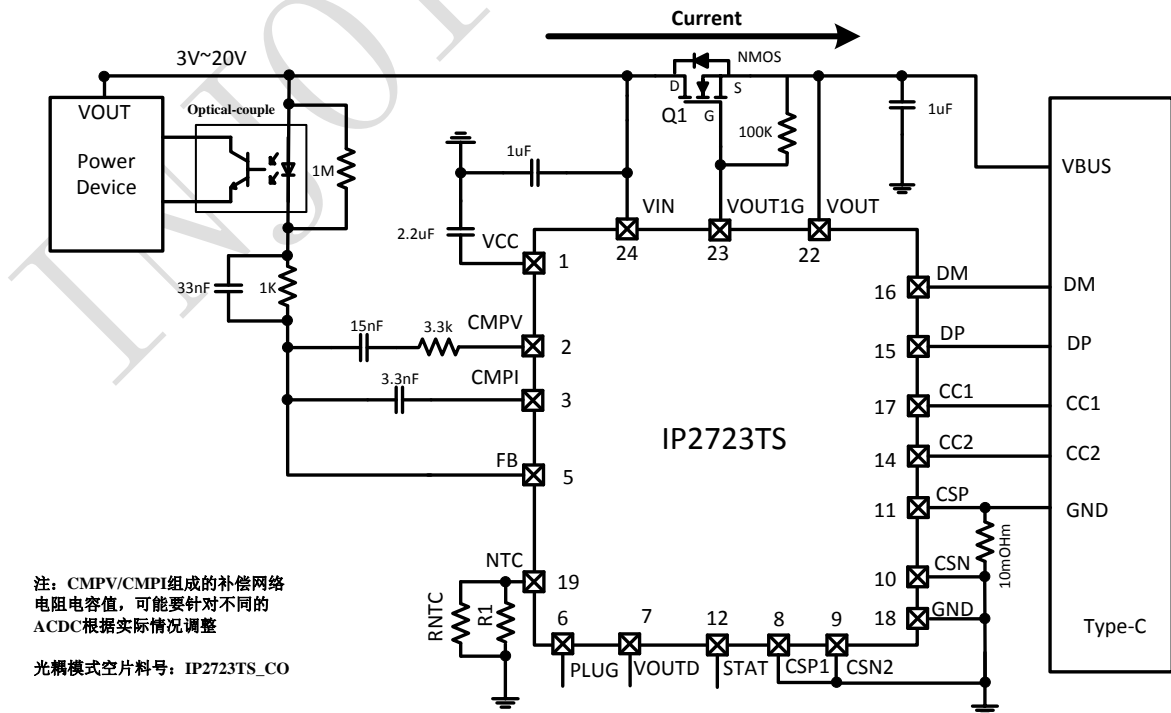 Current
3V~20V
NMOS
D
S
G
Q1
VOUT
Power
Device
Optical-couple
1M
100K
1uF
1uF
2.2uF
VCC
1
VIN
24
VOUT1G
23
VOUT
22
VBUS
33nF
1K
15nF
3.3k
CMPV
2
3.3nF
CMPI
3
FB
5
IP2723TS
16
DM
DM
15
DP
DP
17
CC1
CC1
14
CC2
CC2
11
CSP
GND
10mOHm
10
CSN
18
GND
Type-C
NTC
19
RNTC
R1
6
PLUG
7
VOUTD
12
STAT
8
CSP1
9
CSN2
注：CMPV/CMPI组成的补偿网络
电阻电容值，可能要针对不同的
ACDC根据实际情况调整
光耦模式空片料号：IP2723TS_CO